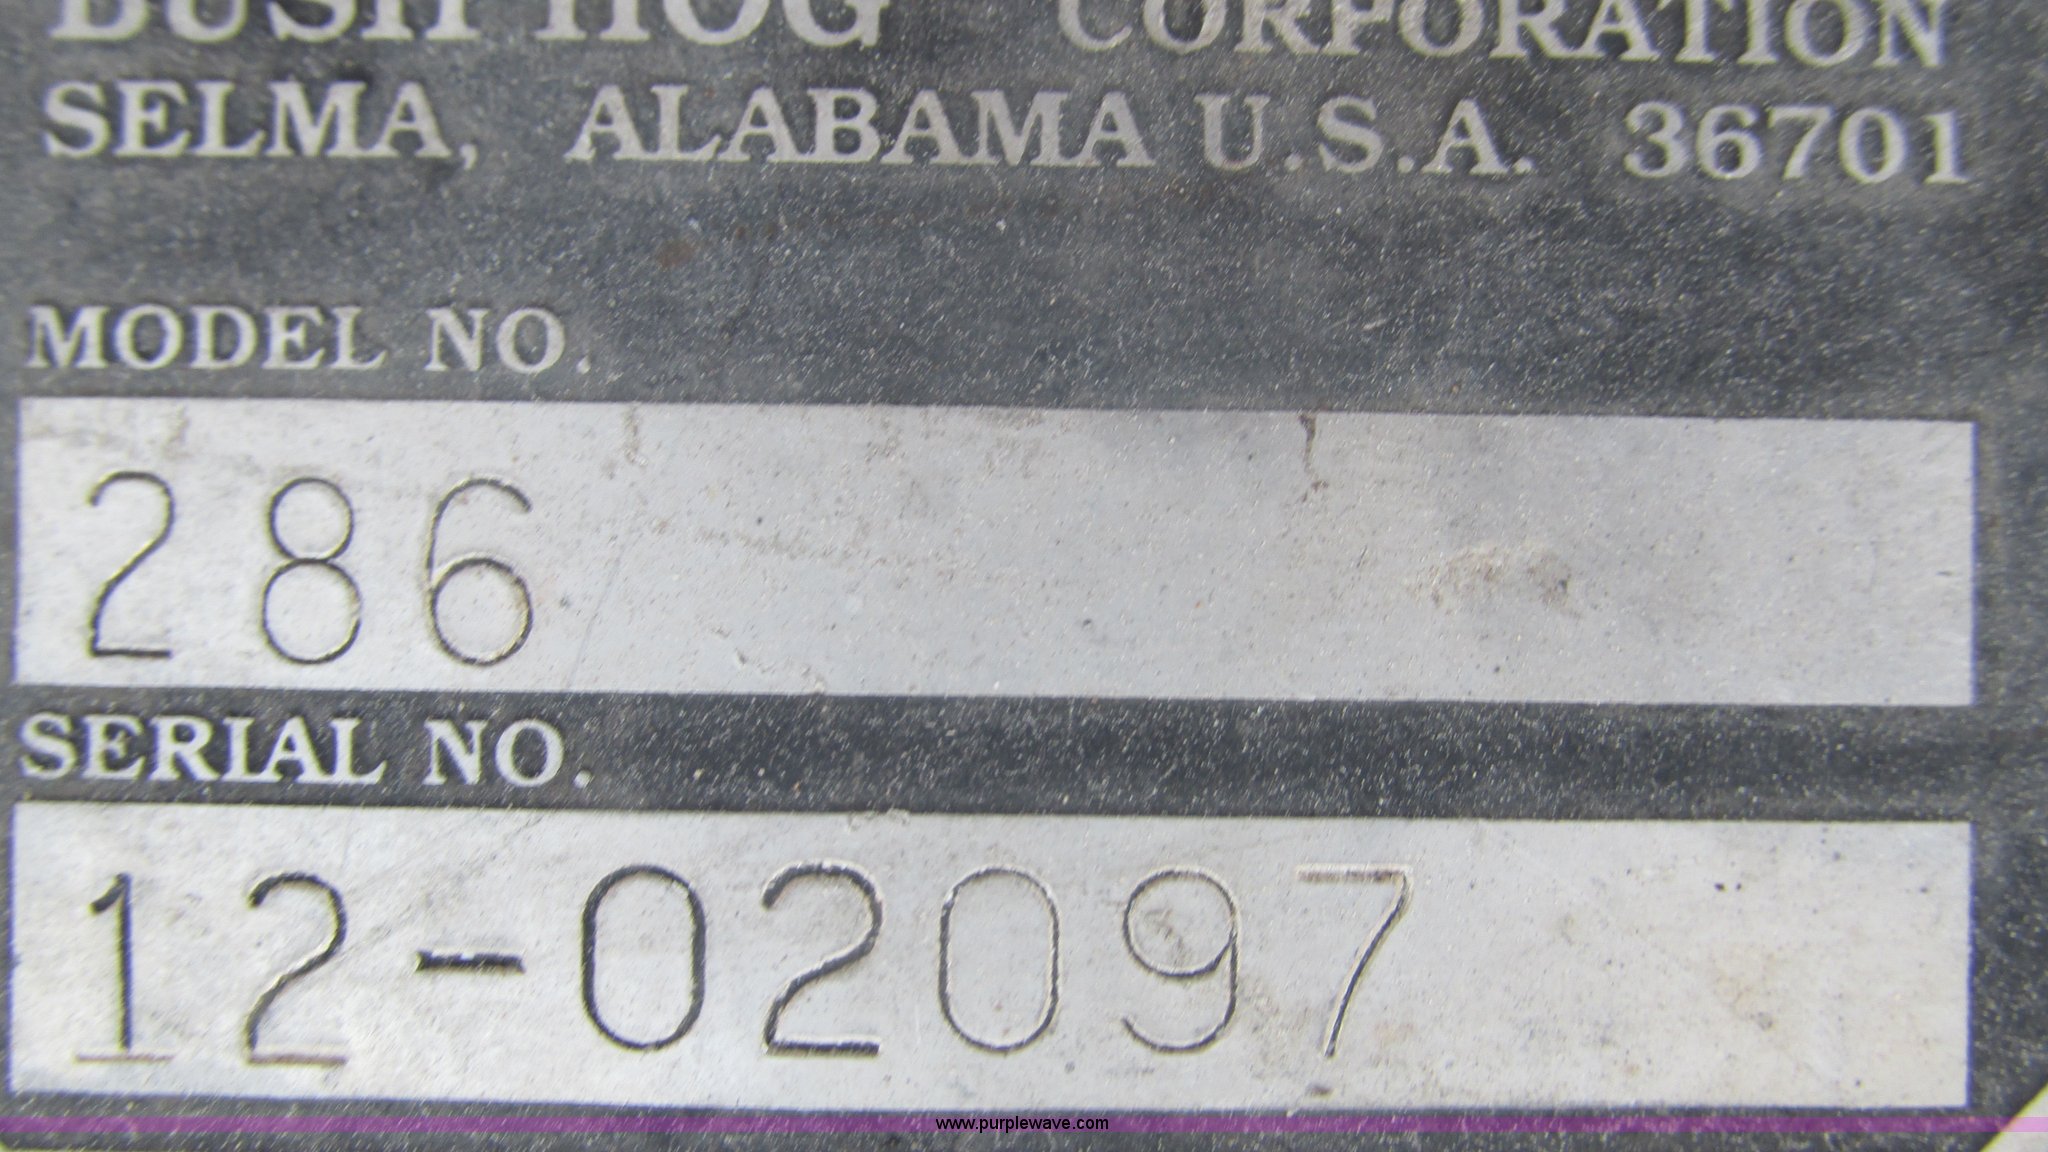 BUSH HOG CORPORATION
SELMA, ALABAMA U.S.A. 36701
MODEL NO.
286
SERIAL NO.
12-02097
www.purplewave.com